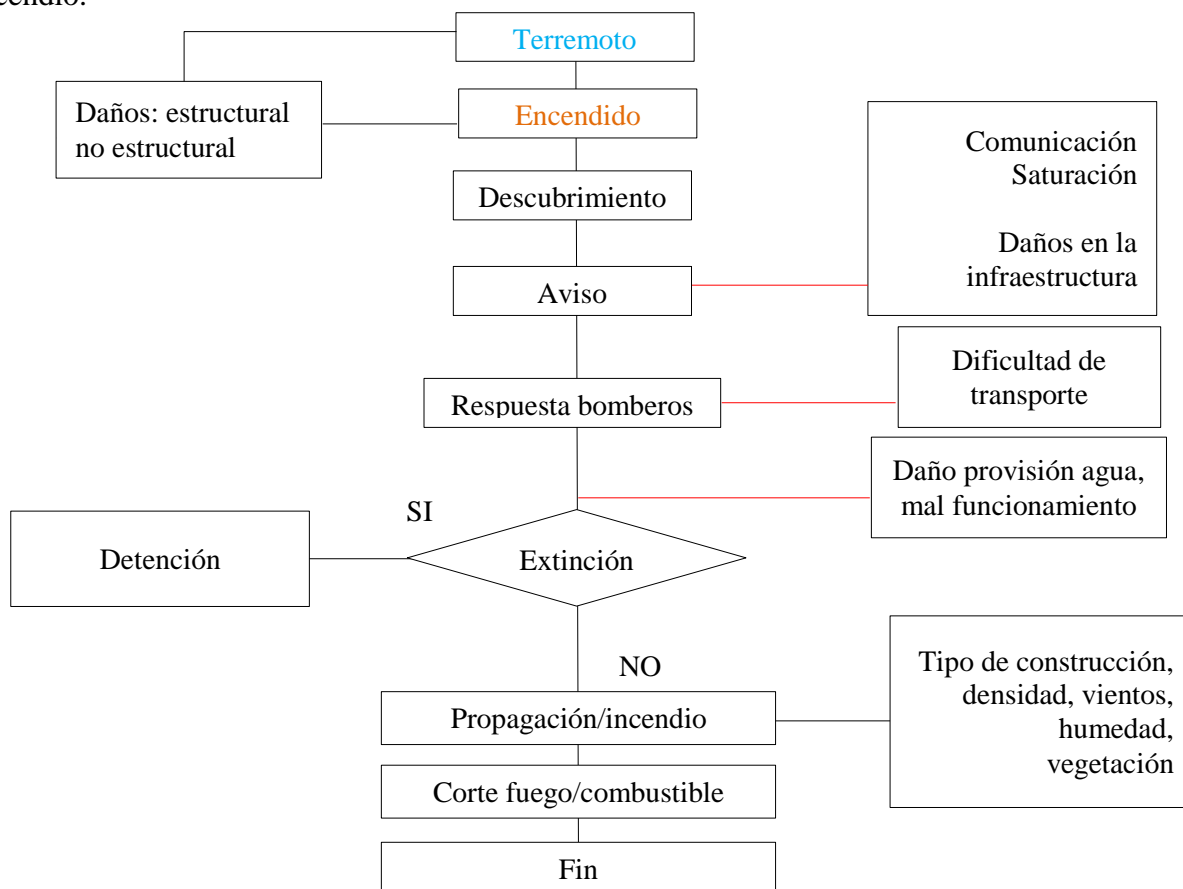 Terremoto
Daños: estructural
no estructural
Encendido
Comunicación
Saturación
Daños en la
infraestructura
Descubrimiento
Aviso
Dificultad de
transporte
Respuesta bomberos
Daño provisión agua,
mal funcionamiento
SI
Detención
Extinción
NO
Tipo de construcción,
densidad, vientos,
humedad,
vegetación
Propagación/incendio
Corte fuego/combustible
Fin